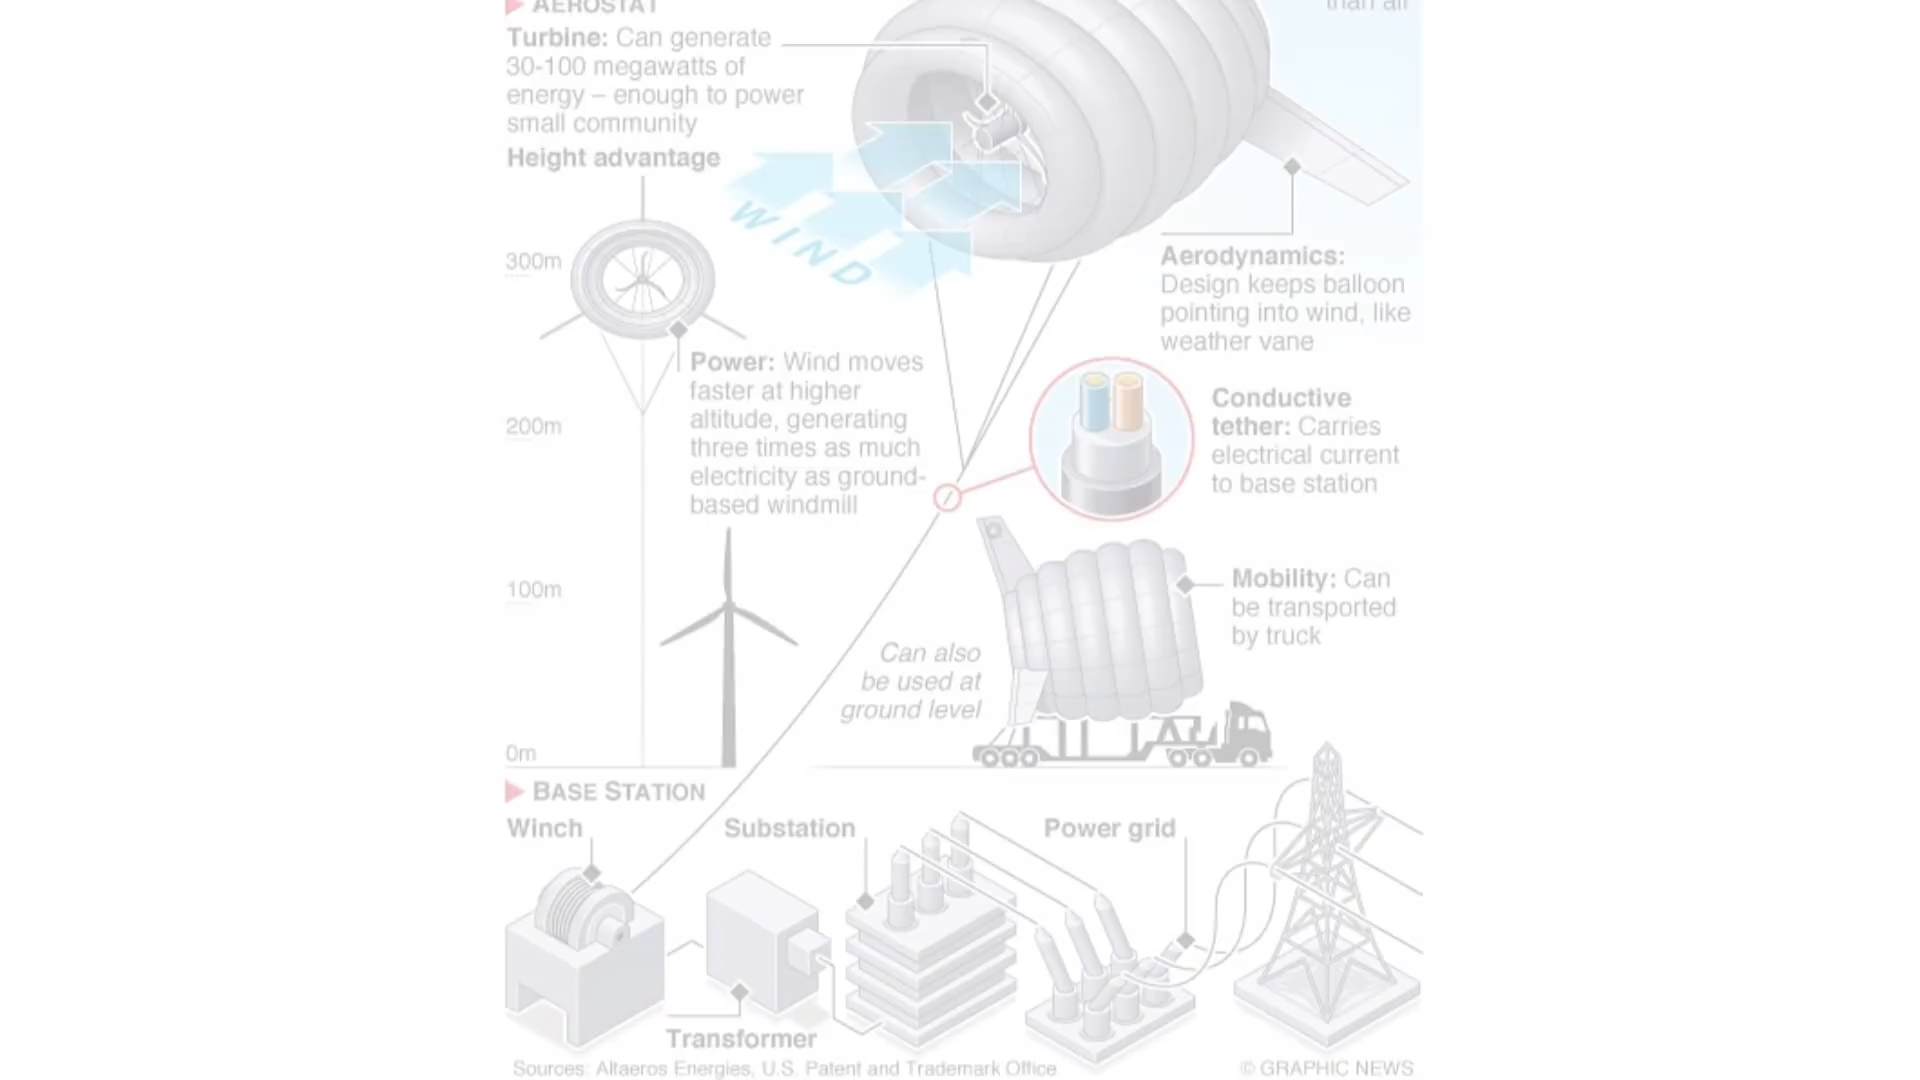 AEROSTAT
than air
Turbine: Can generate
30-100 megawatts of
energy – enough to power
small community
Height advantage
WIND
300m
200m
100m
0m
Power: Wind moves
faster at higher
altitude, generating
three times as much
electricity as ground-
based windmill
Aerodynamics:
Design keeps balloon
pointing into wind, like
weather vane
Conductive
tether: Carries
electrical current
to base station
Mobility: Can
be transported
by truck
Can also
be used at
ground level
BASE STATION
Winch
Substation
Power grid
Transformer
Sources: Altaeros Energies, U.S. Patent and Trademark Office
© GRAPHIC NEWS